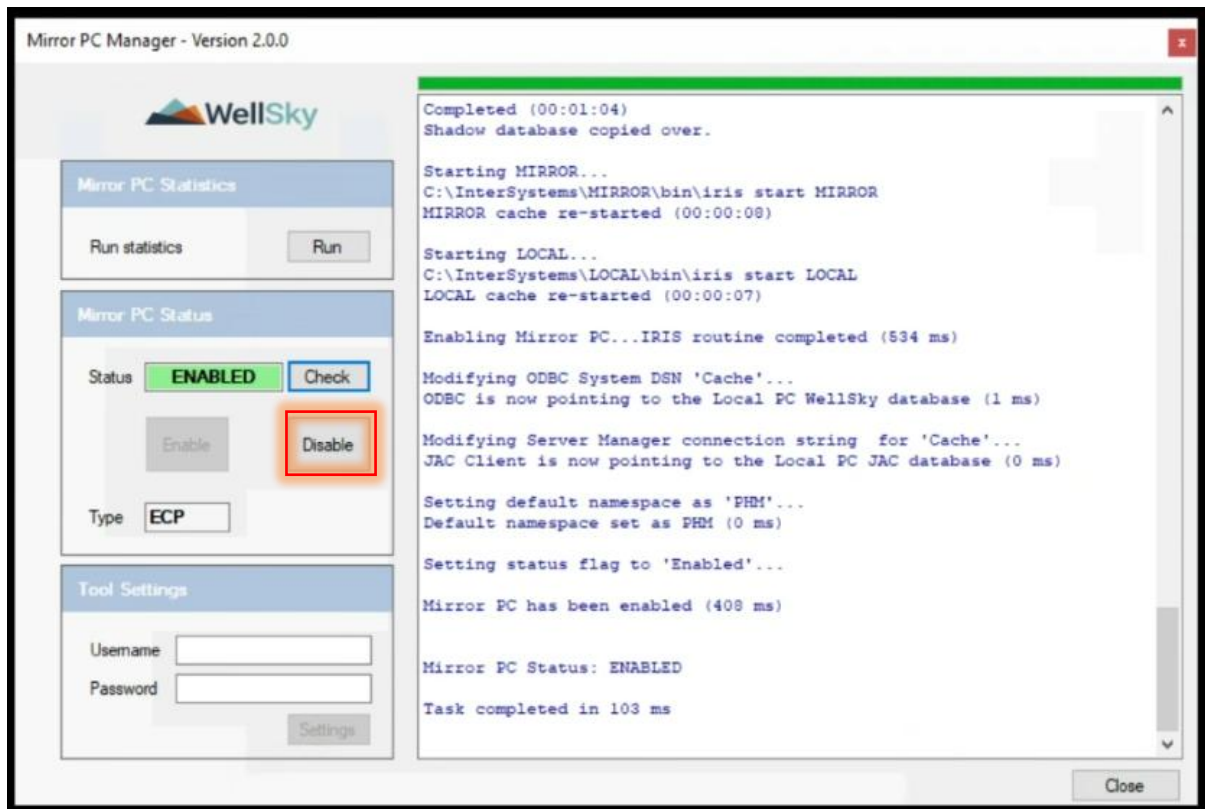 Mirror PC Manager - Version 2.0.0
x
WellSky
Mirror PC Statistics
Run statistics
Run
Mirror PC Status
Status
ENABLED
Check
Enable
Disable
Type
ECP
Tool Settings
Username
Password
Settings
Completed (00:01:04)
Shadow database copied over.
Starting MIRROR...
C:\InterSystems\MIRROR\bin\iris start MIRROR
MIRROR cache re-started (00:00:08)
Starting LOCAL...
C:\InterSystems\LOCAL\bin\iris start LOCAL
LOCAL cache re-started (00:00:07)
Enabling Mirror PC...IRIS routine completed (534 ms)
Modifying ODBC System DSN 'Cache'...
ODBC is now pointing to the Local PC WellSky database (1 ms)
Modifying Server Manager connection string  for 'Cache'...
JAC Client is now pointing to the Local PC JAC database (0 ms)
Setting default namespace as 'PHM'...
Default namespace set as PHM (0 ms)
Setting status flag to 'Enabled'...
Mirror PC has been enabled (408 ms)
Mirror PC Status: ENABLED
Task completed in 103 ms
Close